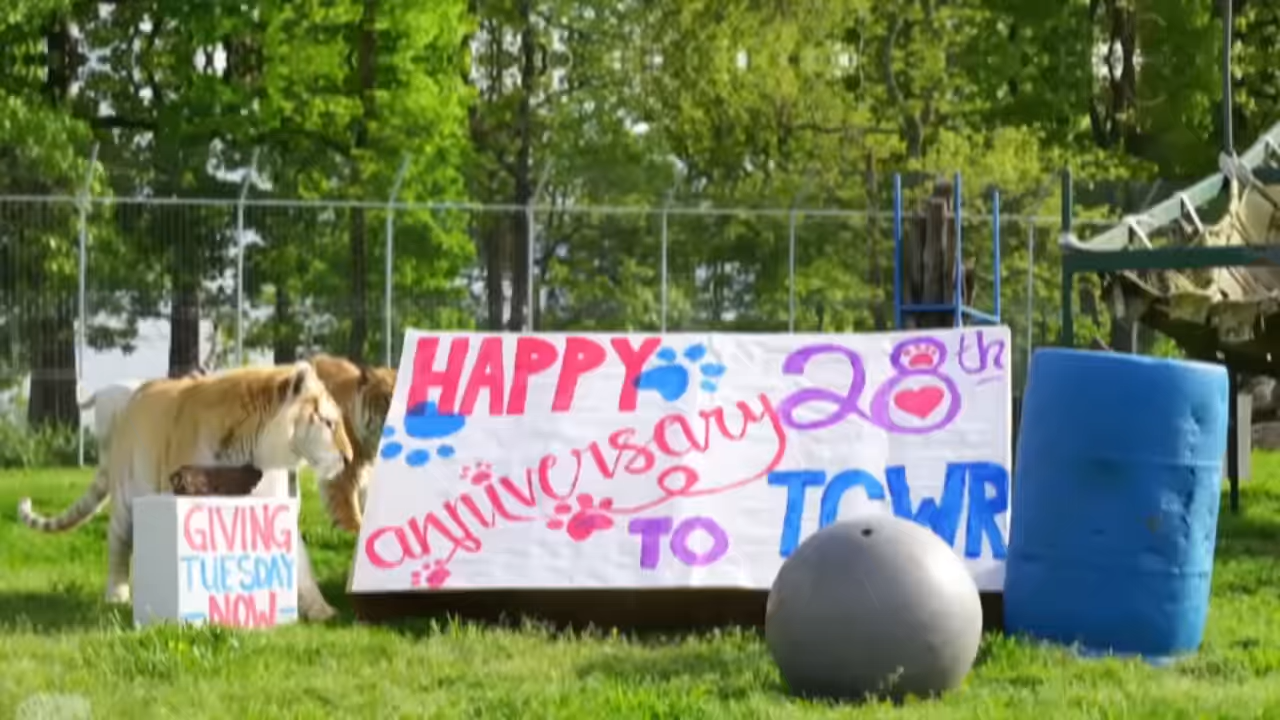 HAPPY 28th
anniversary
TO TCWR
GIVING
TUESDAY
NOW